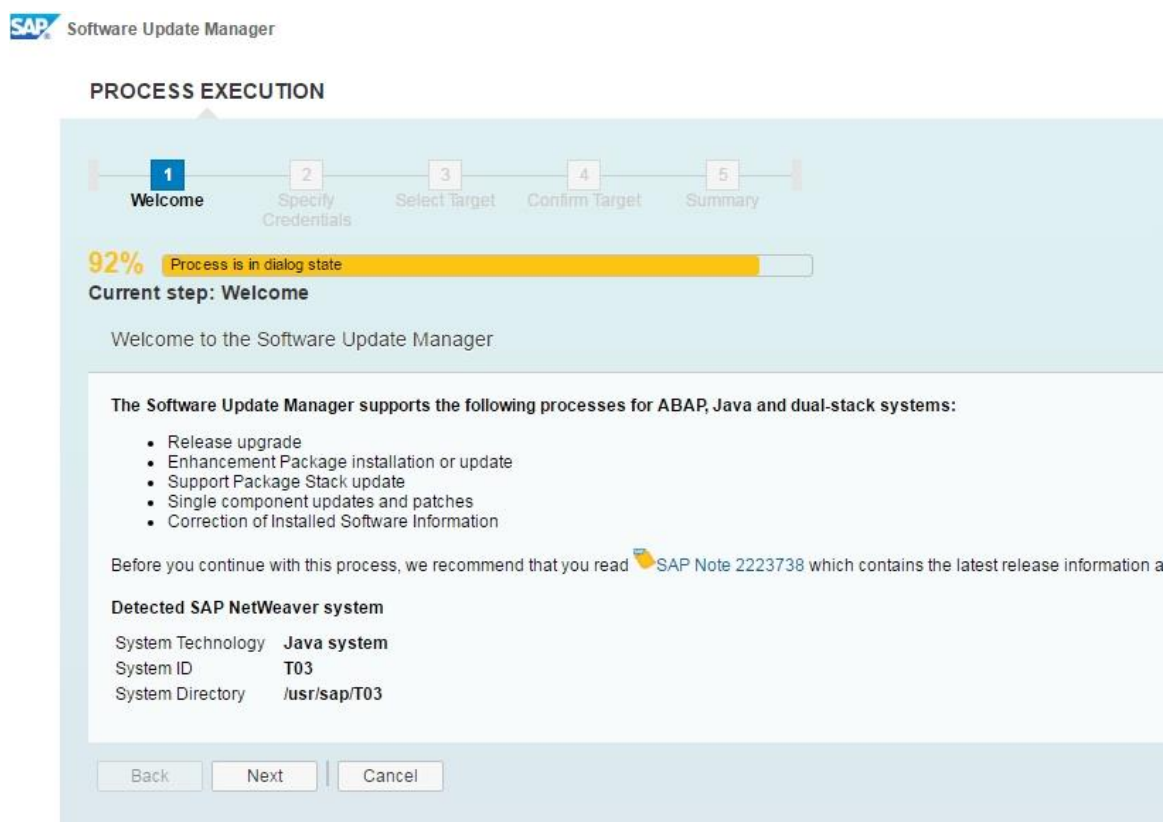 SAP Software Update Manager
PROCESS EXECUTION
1 2 3 4 5
Welcome Specify Credentials Select Target Confirm Target Summary
92% Process is in dialog state
Current step: Welcome
Welcome to the Software Update Manager
The Software Update Manager supports the following processes for ABAP, Java and dual-stack systems:
• Release upgrade
• Enhancement Package installation or update
• Support Package Stack update
• Single component updates and patches
• Correction of Installed Software Information
Before you continue with this process, we recommend that you read SAP Note 2223738 which contains the latest release information a
Detected SAP NetWeaver system
System Technology Java system
System ID T03
System Directory /usr/sap/T03
Back Next Cancel